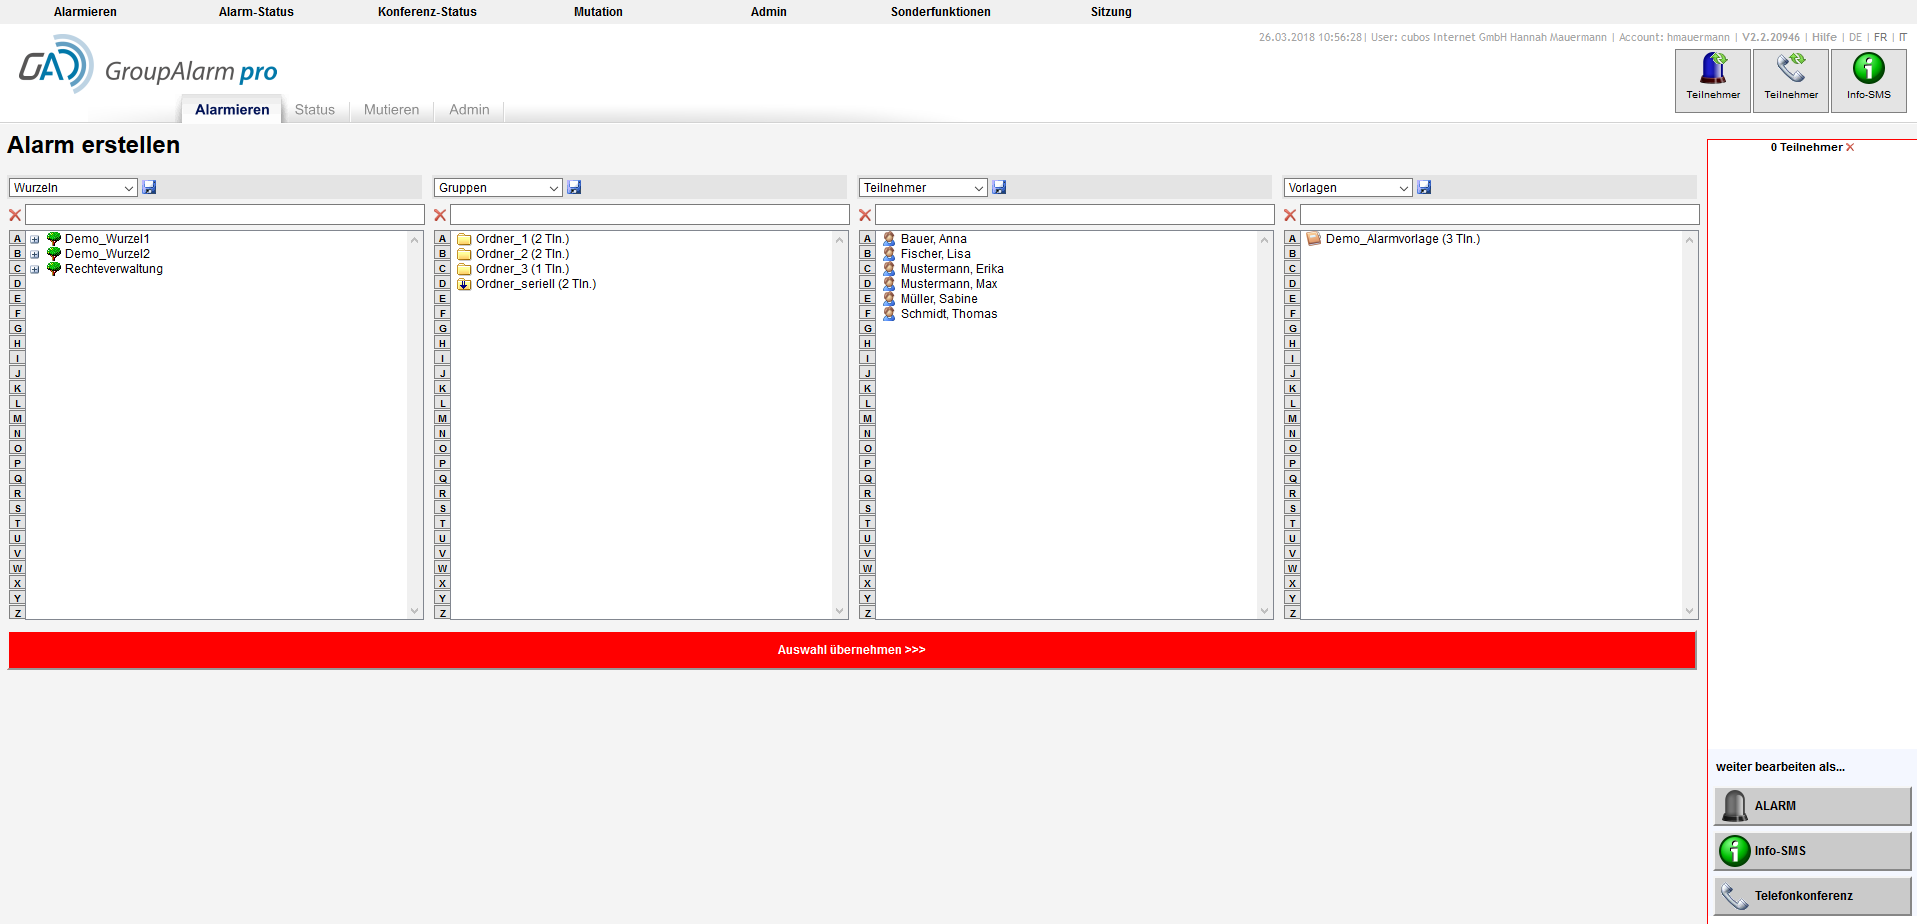 Alarmieren Alarm-Status Konferenz-Status Mutation Admin Sonderfunktionen Sitzung
26.03.2018 10:56:28| User: cubos Internet GmbH Hannah Mauermann | Account: hmauermann | V2.2.20946 | Hilfe | DE | FR | IT
GAD GroupAlarm pro
Teilnehmer Teilnehmer Info-SMS
Alarmieren Status Mutieren Admin
Alarm erstellen
0 Teilnehmer
Wurzeln Gruppen Teilnehmer Vorlagen
A Demo_Wurzel1 A Ordner_1 (2 Tln.) A Bauer, Anna A Demo_Alarmvorlage (3 Tln.)
B Demo_Wurzel2 B Ordner_2 (2 Tln.) B Fischer, Lisa B
C Rechteverwaltung C Ordner_3 (1 Tln.) C Mustermann, Erika C
D D Ordner_seriell (2 Tln.) D Mustermann, Max D
E E E Müller, Sabine E
F F F Schmidt, Thomas F
G G G G
H H H H
I I I I
J J J J
K K K K
L L L L
M M M M
N N N N
O O O O
P P P P
Q Q Q Q
R R R R
S S S S
T T T T
U U U U
V V V V
W W W W
X X X X
Y Y Y Y
Z Z Z Z
Auswahl übernehmen >>>
weiter bearbeiten als...
ALARM
Info-SMS
Telefonkonferenz